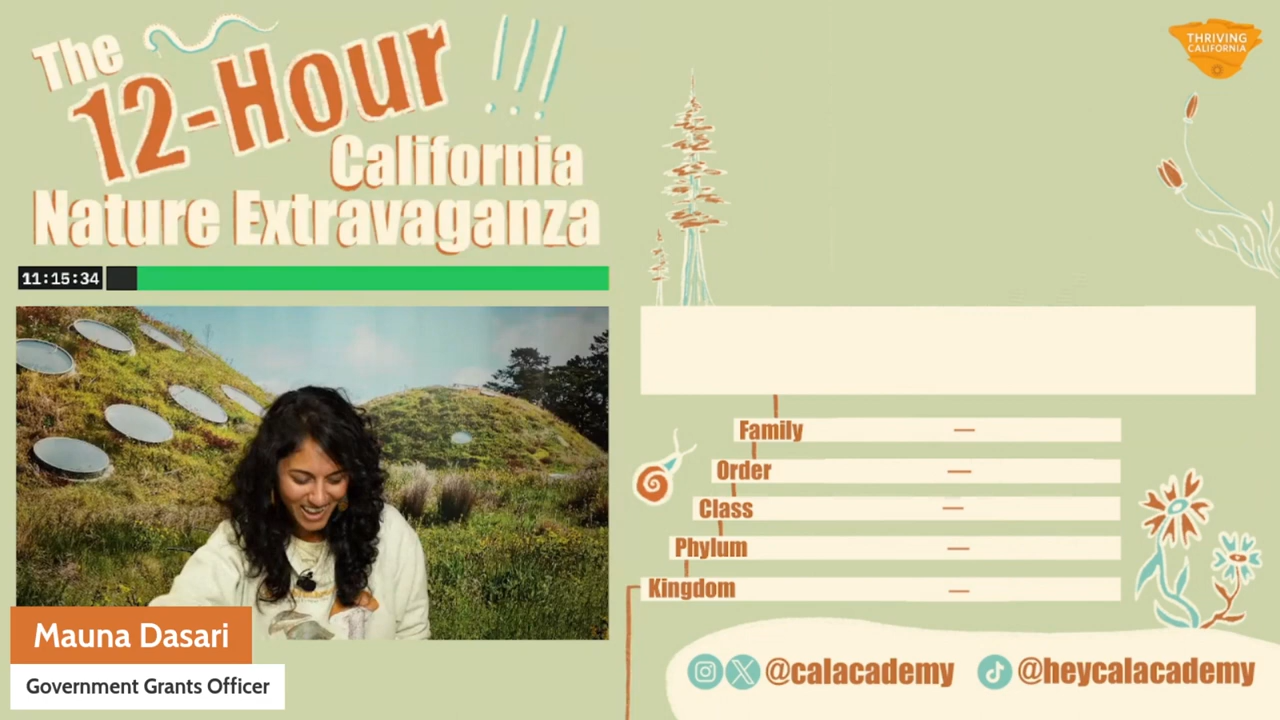 The
12-Hour !!!
California
Nature Extravaganza
THRIVING
CALIFORNIA
11:15:34
Family —
Order —
Class —
Phylum —
Kingdom —
Mauna Dasari
Government Grants Officer
@calacademy
@heycalacademy